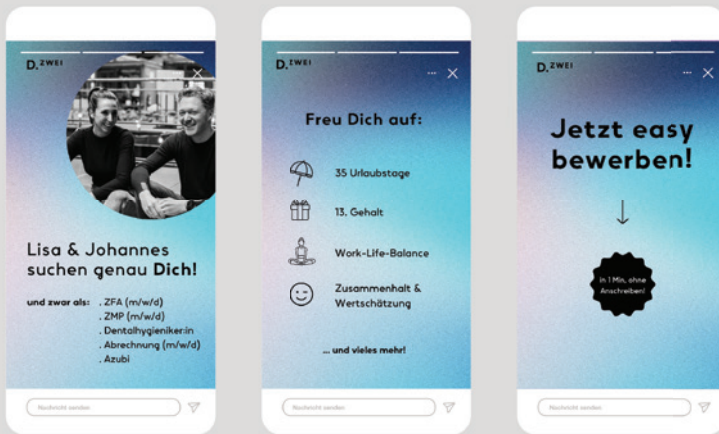 D.ZWEI
Lisa & Johannes
suchen genau Dich!
und zwar als: . ZFA (m/w/d)
. ZMP (m/w/d)
. Dentalhygieniker:in
. Abrechnung (m/w/d)
. Azubi
Nachricht senden
D.ZWEI
Freu Dich auf:
35 Urlaubstage
13. Gehalt
Work-Life-Balance
Zusammenhalt &
Wertschätzung
... und vieles mehr!
Nachricht senden
D.ZWEI
Jetzt easy
bewerben!
in 1 Min, ohne
Anschreiben!
Nachricht senden